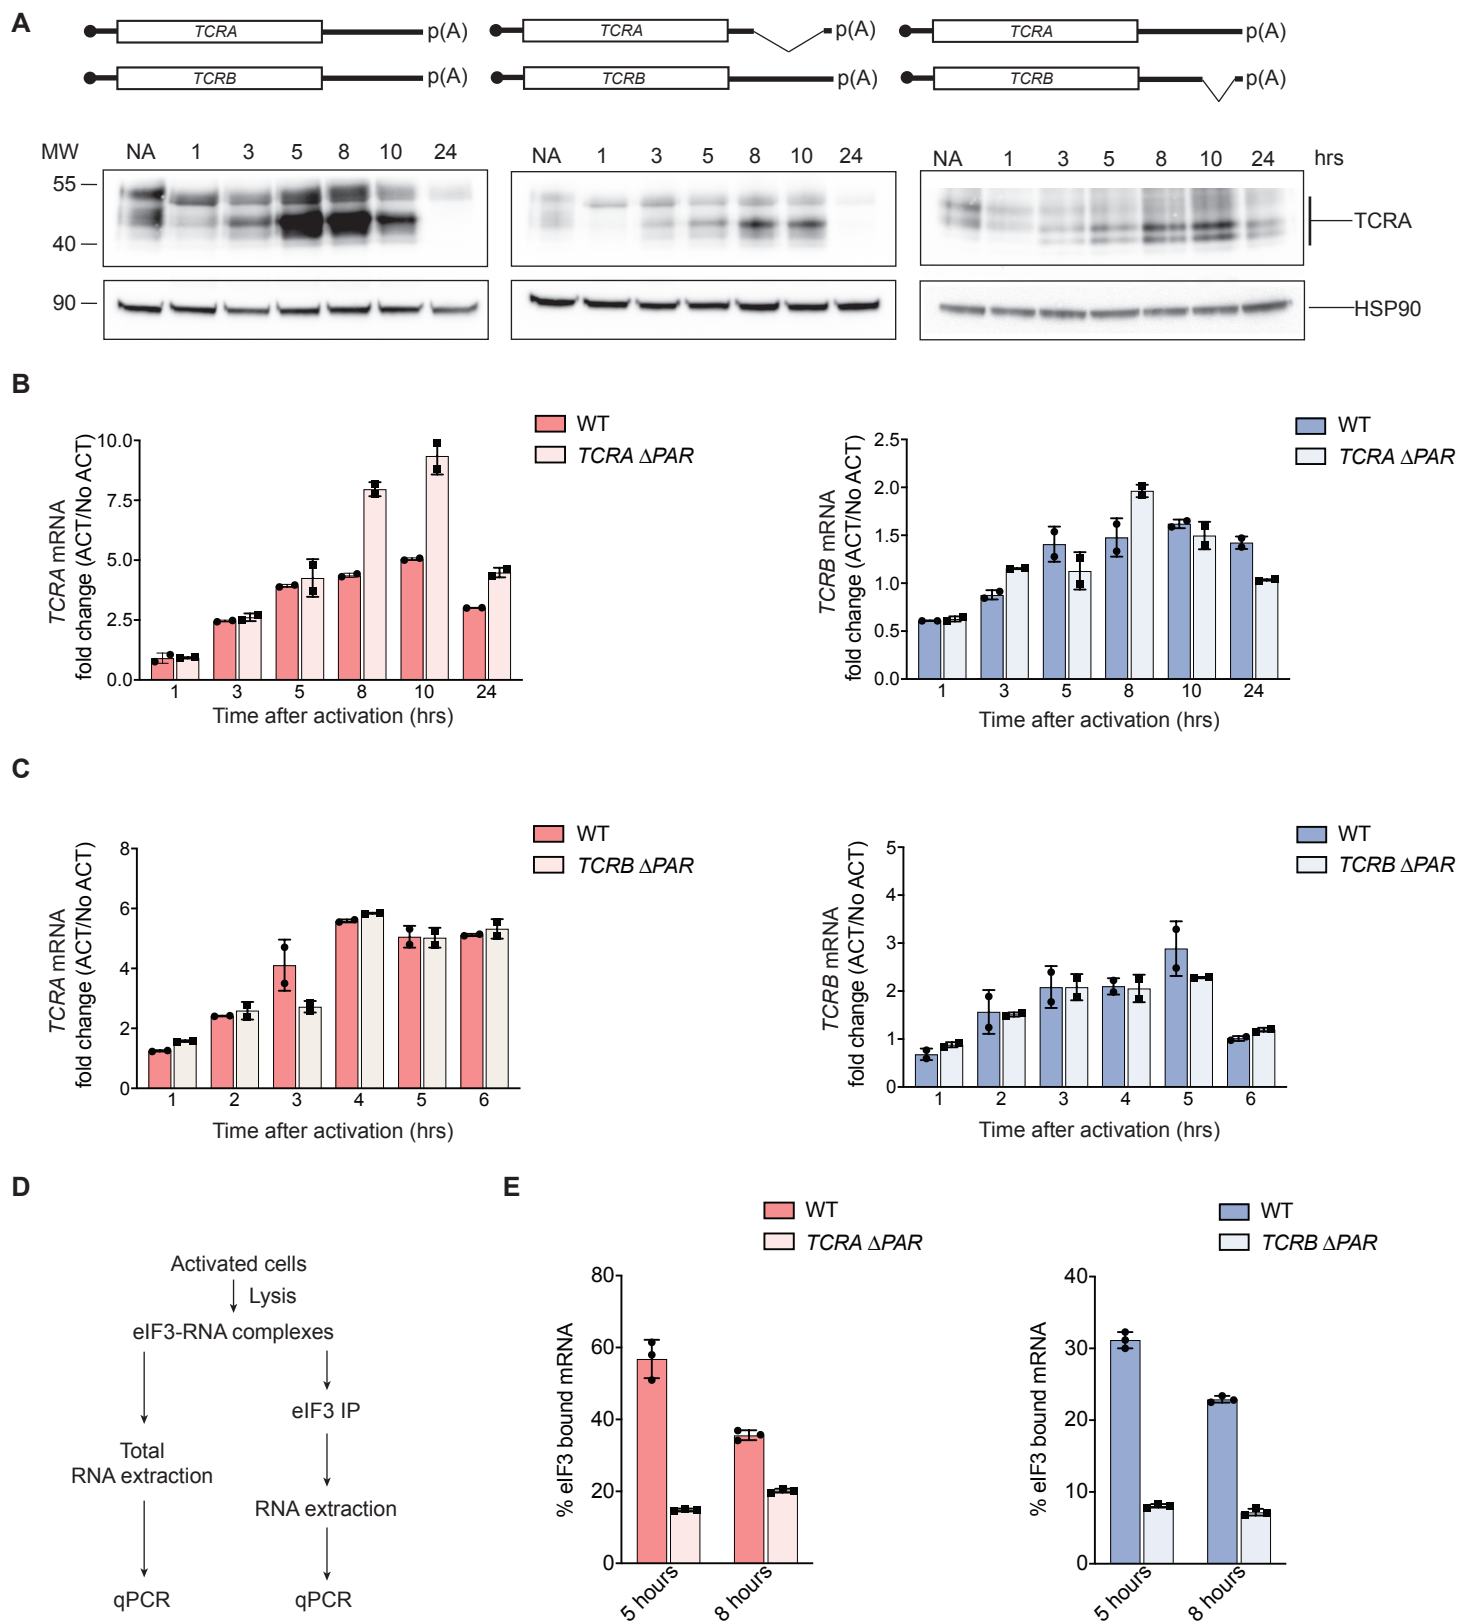 A
TCRA p(A) TCRA p(A) TCRA p(A)
TCRB p(A) TCRB p(A) TCRB p(A)
MW NA 1 3 5 8 10 24 NA 1 3 5 8 10 24 NA 1 3 5 8 10 24 hrs
55
TCRA
40
90
HSP90
B
WT
TCRA ΔPAR
TCRA mRNA
fold change (ACT/No ACT)
10.0
7.5
5.0
2.5
0.0
1 3 5 8 10 24
Time after activation (hrs)
WT
TCRA ΔPAR
TCRB mRNA
fold change (ACT/No ACT)
2.5
2.0
1.5
1.0
0.5
0.0
1 3 5 8 10 24
Time after activation (hrs)
C
WT
TCRB ΔPAR
TCRA mRNA
fold change (ACT/No ACT)
8
6
4
2
0
1 2 3 4 5 6
Time after activation (hrs)
WT
TCRB ΔPAR
TCRB mRNA
fold change (ACT/No ACT)
5
4
3
2
1
0
1 2 3 4 5 6
Time after activation (hrs)
D
Activated cells
Lysis
eIF3-RNA complexes
eIF3 IP
Total
RNA extraction
RNA extraction
qPCR qPCR
E
WT
TCRA ΔPAR
% eIF3 bound mRNA
80
60
40
20
0
5 hours 8 hours
WT
TCRB ΔPAR
% eIF3 bound mRNA
40
30
20
10
0
5 hours 8 hours